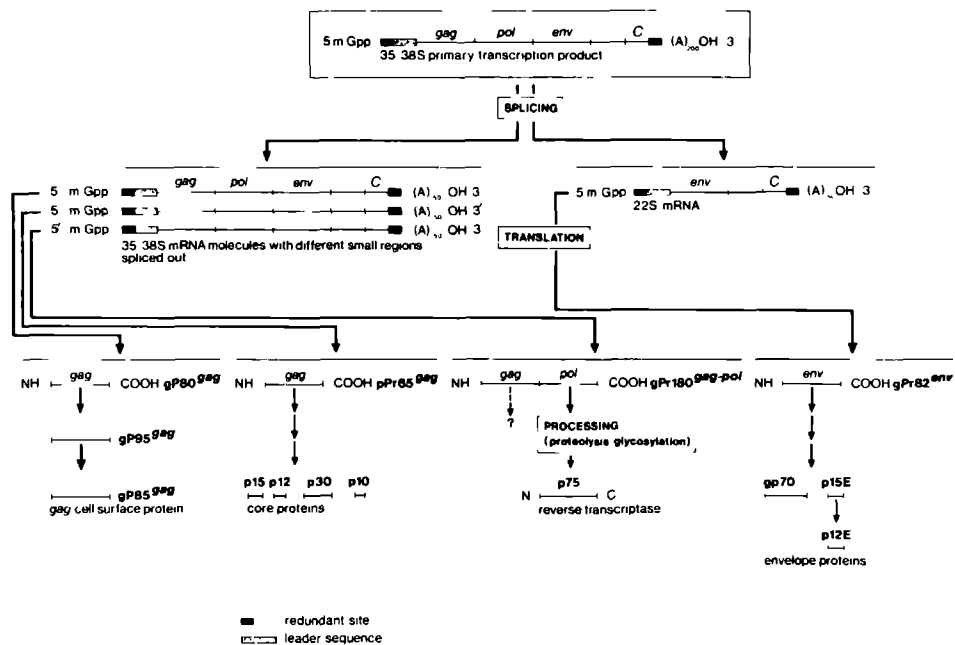 gag pol env C
5 m Gpp (A)200OH 3
35 38S primary transcription product
SPLICING
gag pol env C
5 m Gpp (A) OH 3
5 m Gpp (A) OH 3'
5' m Gpp (A) OH 3
35 38S mRNA molecules with different small regions
spliced out
env C
5 m Gpp (A) OH 3
22S mRNA
TRANSLATION
NH gag COOH gP80gag
gP95gag
gP85gag
gag cell surface protein
NH gag COOH pPr65gag
p15 p12 p30 p10
core proteins
NH gag pol COOH gPr180gag-pol
?
PROCESSING
(proteolysis glycosylation)
p75
N C
reverse transcriptase
NH env COOH gPr82env
gp70 p15E
p12E
envelope proteins
redundant site
leader sequence